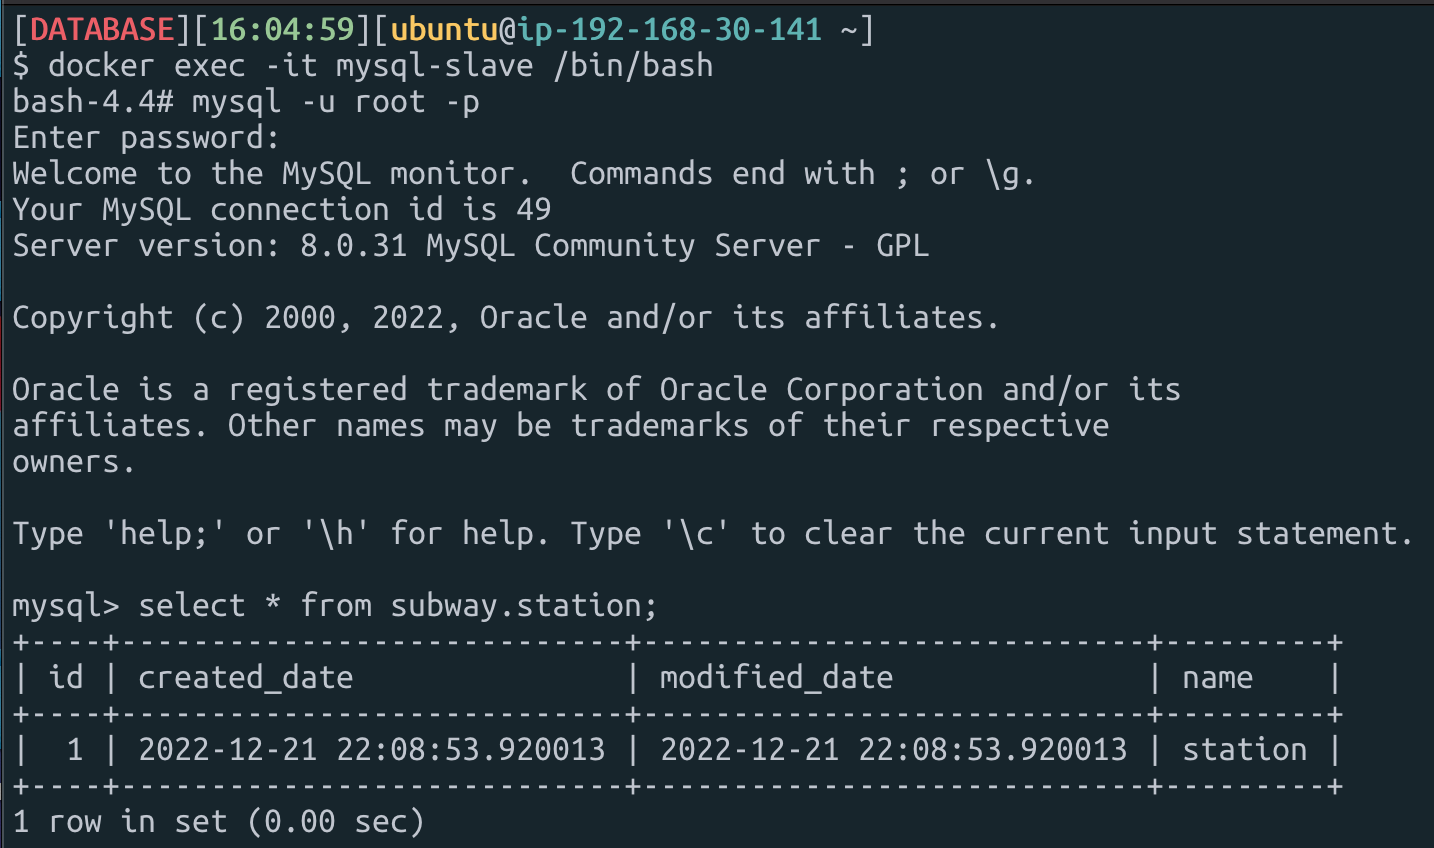 [DATABASE][16:04:59][ubuntu@ip-192-168-30-141 ~]
$ docker exec -it mysql-slave /bin/bash
bash-4.4# mysql -u root -p
Enter password:
Welcome to the MySQL monitor.  Commands end with ; or \g.
Your MySQL connection id is 49
Server version: 8.0.31 MySQL Community Server - GPL

Copyright (c) 2000, 2022, Oracle and/or its affiliates.

Oracle is a registered trademark of Oracle Corporation and/or its
affiliates. Other names may be trademarks of their respective
owners.

Type 'help;' or '\h' for help. Type '\c' to clear the current input statement.

mysql> select * from subway.station;
+----+----------------------------+----------------------------+---------+
| id | created_date               | modified_date              | name    |
+----+----------------------------+----------------------------+---------+
|  1 | 2022-12-21 22:08:53.920013 | 2022-12-21 22:08:53.920013 | station |
+----+----------------------------+----------------------------+---------+
1 row in set (0.00 sec)